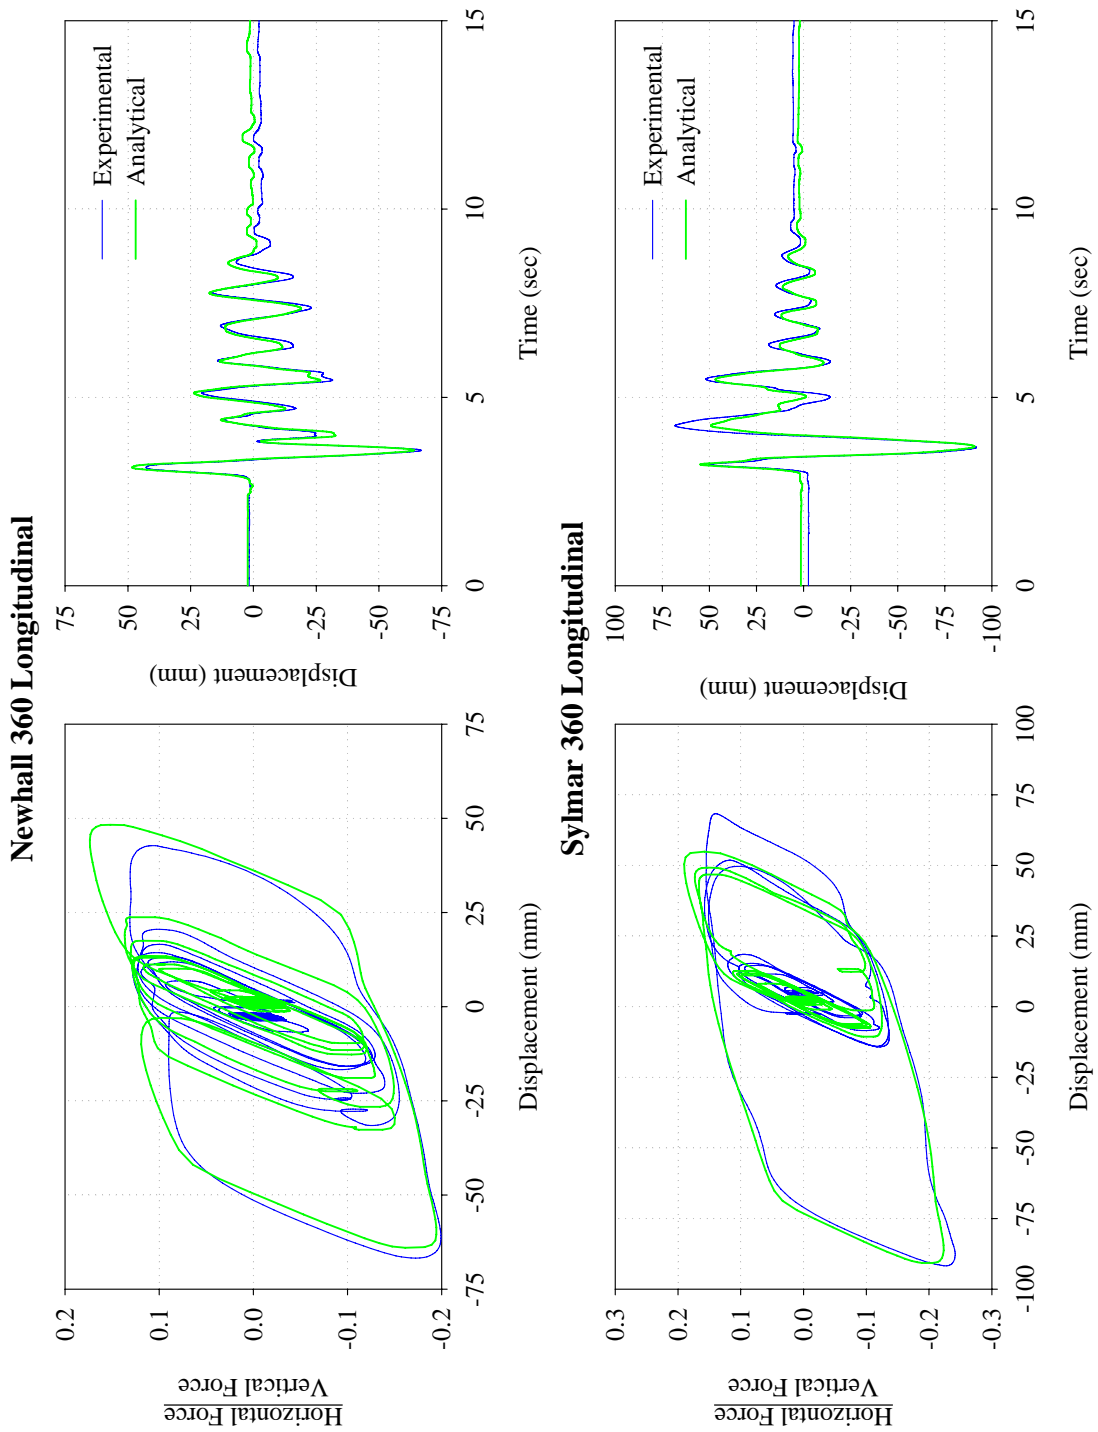 Newhall 360 Longitudinal
0.2
0.1
0.0
-0.1
-0.2
Horizontal Force
Vertical Force
-75 -50 -25 0 25 50 75
Displacement (mm)
75
50
25
0
-25
-50
-75
Displacement (mm)
Experimental
Analytical
0 5 10 15
Time (sec)
Sylmar 360 Longitudinal
0.3
0.2
0.1
0.0
-0.1
-0.2
-0.3
Horizontal Force
Vertical Force
-100 -75 -50 -25 0 25 50 75 100
Displacement (mm)
100
75
50
25
0
-25
-50
-75
-100
Displacement (mm)
Experimental
Analytical
0 5 10 15
Time (sec)